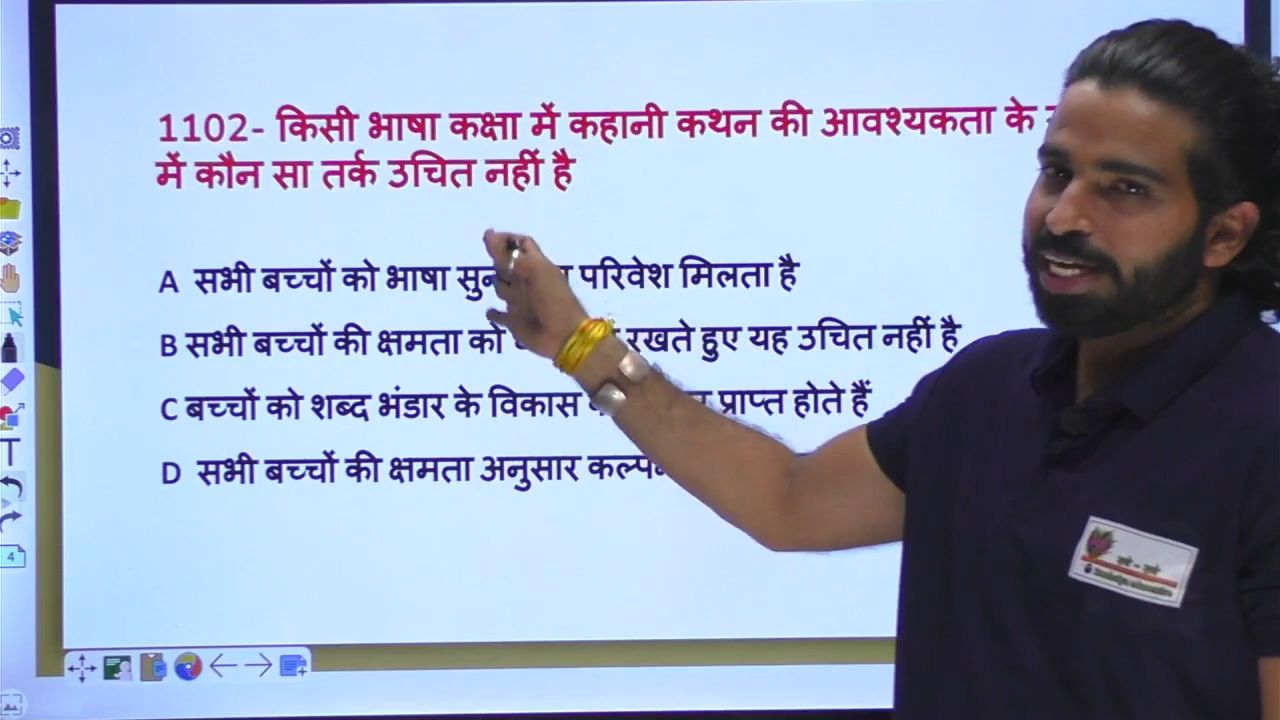 1102- किसी भाषा कक्षा में कहानी कथन की आवश्यकता के
में कौन सा तर्क उचित नहीं है
A सभी बच्चों को भाषा परिवेश मिलता है
B सभी बच्चों की क्षमता को रखते हुए यह उचित नहीं है
C बच्चों को शब्द भंडार के विकास प्राप्त होते हैं
D सभी बच्चों की क्षमता अनुसार
4